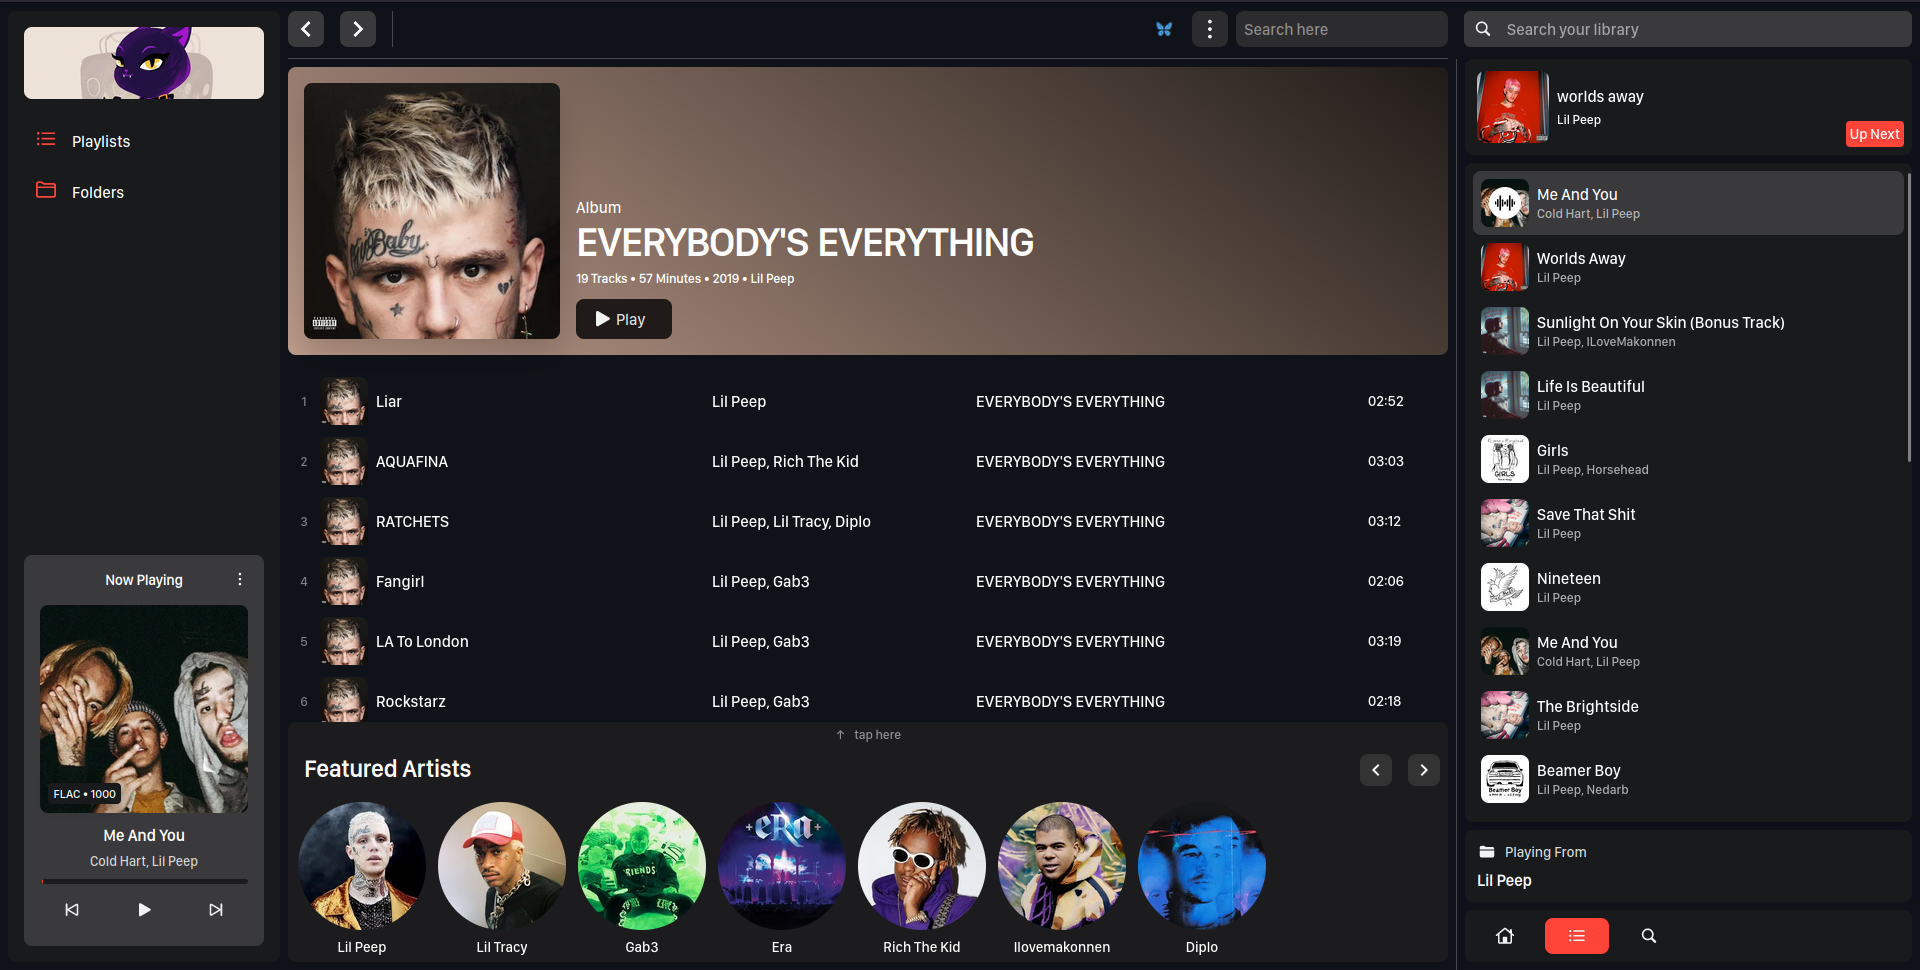 Playlists
Folders
Now Playing
FLAC • 1000
Me And You
Cold Hart, Lil Peep
Search here
Album
EVERYBODY'S EVERYTHING
19 Tracks • 57 Minutes • 2019 • Lil Peep
Play
1 Liar Lil Peep EVERYBODY'S EVERYTHING 02:52
2 AQUAFINA Lil Peep, Rich The Kid EVERYBODY'S EVERYTHING 03:03
3 RATCHETS Lil Peep, Lil Tracy, Diplo EVERYBODY'S EVERYTHING 03:12
4 Fangirl Lil Peep, Gab3 EVERYBODY'S EVERYTHING 02:06
5 LA To London Lil Peep, Gab3 EVERYBODY'S EVERYTHING 03:19
6 Rockstarz Lil Peep, Gab3 EVERYBODY'S EVERYTHING 02:18
↑ tap here
Featured Artists
Lil Peep
Lil Tracy
Gab3
Era
Rich The Kid
Ilovemakonnen
Diplo
Search your library
worlds away
Lil Peep
Up Next
Me And You
Cold Hart, Lil Peep
Worlds Away
Lil Peep
Sunlight On Your Skin (Bonus Track)
Lil Peep, ILoveMakonnen
Life Is Beautiful
Lil Peep
Girls
Lil Peep, Horsehead
Save That Shit
Lil Peep
Nineteen
Lil Peep
Me And You
Cold Hart, Lil Peep
The Brightside
Lil Peep
Beamer Boy
Lil Peep, Nedarb
Playing From
Lil Peep